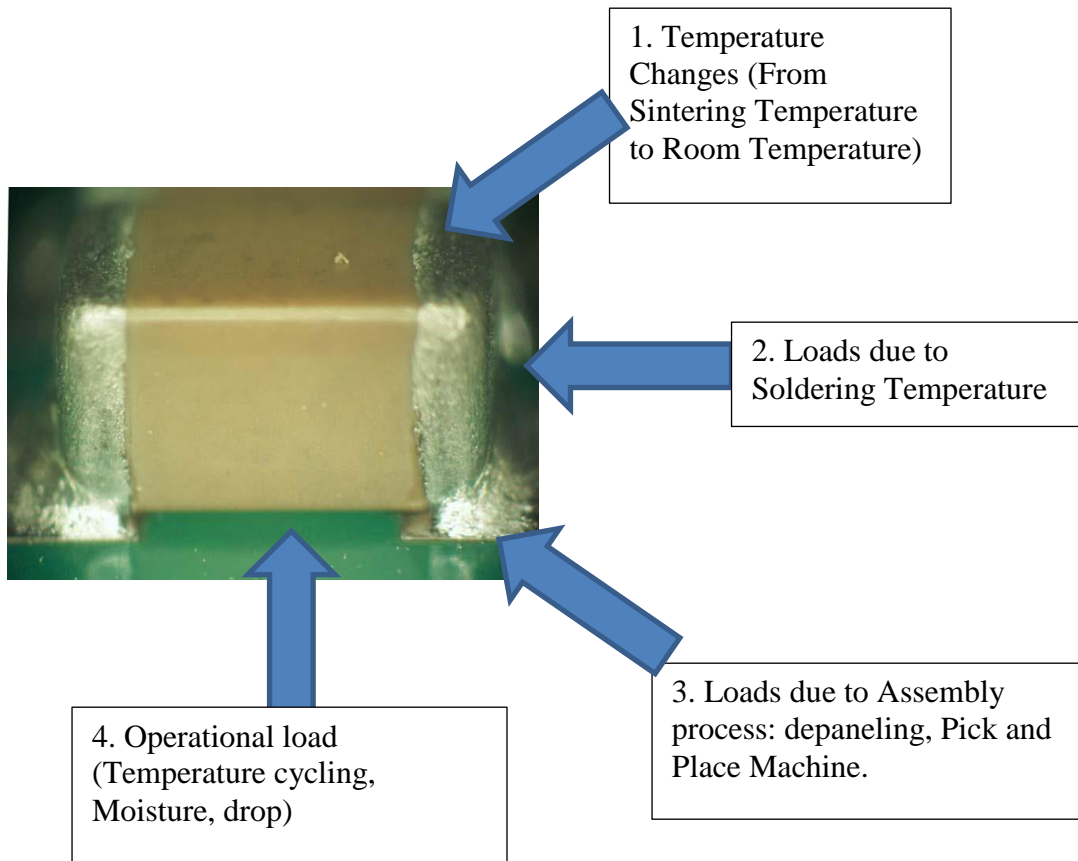 1. Temperature
Changes (From
Sintering Temperature
to Room Temperature)
2. Loads due to
Soldering Temperature
3. Loads due to Assembly
process: depaneling, Pick and
Place Machine.
4. Operational load
(Temperature cycling,
Moisture, drop)